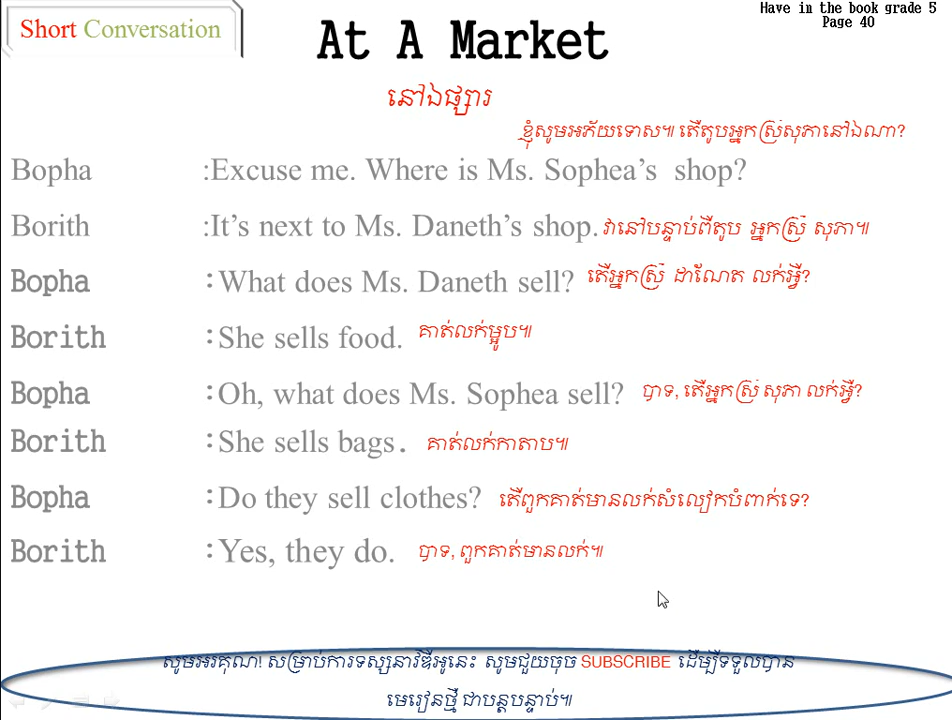 Short Conversation
Have in the book grade 5
Page 40
At A Market
នៅឯផ្សារ
ខ្ញុំសូមអភ័យទោស។ តើតូបអ្នកស្រីសុភានៅឯណា?
Bopha :Excuse me. Where is Ms. Sophea’s shop?
Borith :It’s next to Ms. Daneth’s shop. វានៅបន្ទាប់ពីតូប អ្នកស្រី សុភា។
Bopha :What does Ms. Daneth sell? តើអ្នកស្រី ដាណែត លក់អ្វី?
Borith :She sells food. គាត់លក់ម្ហូប។
Bopha :Oh, what does Ms. Sophea sell? បាទ, តើអ្នកស្រី សុភា លក់អ្វី?
Borith :She sells bags. គាត់លក់កាតាប។
Bopha :Do they sell clothes? តើពួកគាត់មានលក់សំលៀកបំពាក់ទេ?
Borith :Yes, they do. បាទ, ពួកគាត់មានលក់។
សូមអរគុណ! សម្រាប់ការទស្សនាវីឌីអូនេះ សូមជួយចុច SUBSCRIBE ដើម្បីទទួលបាន
មេរៀនថ្មី ជាបន្តបន្ទាប់។